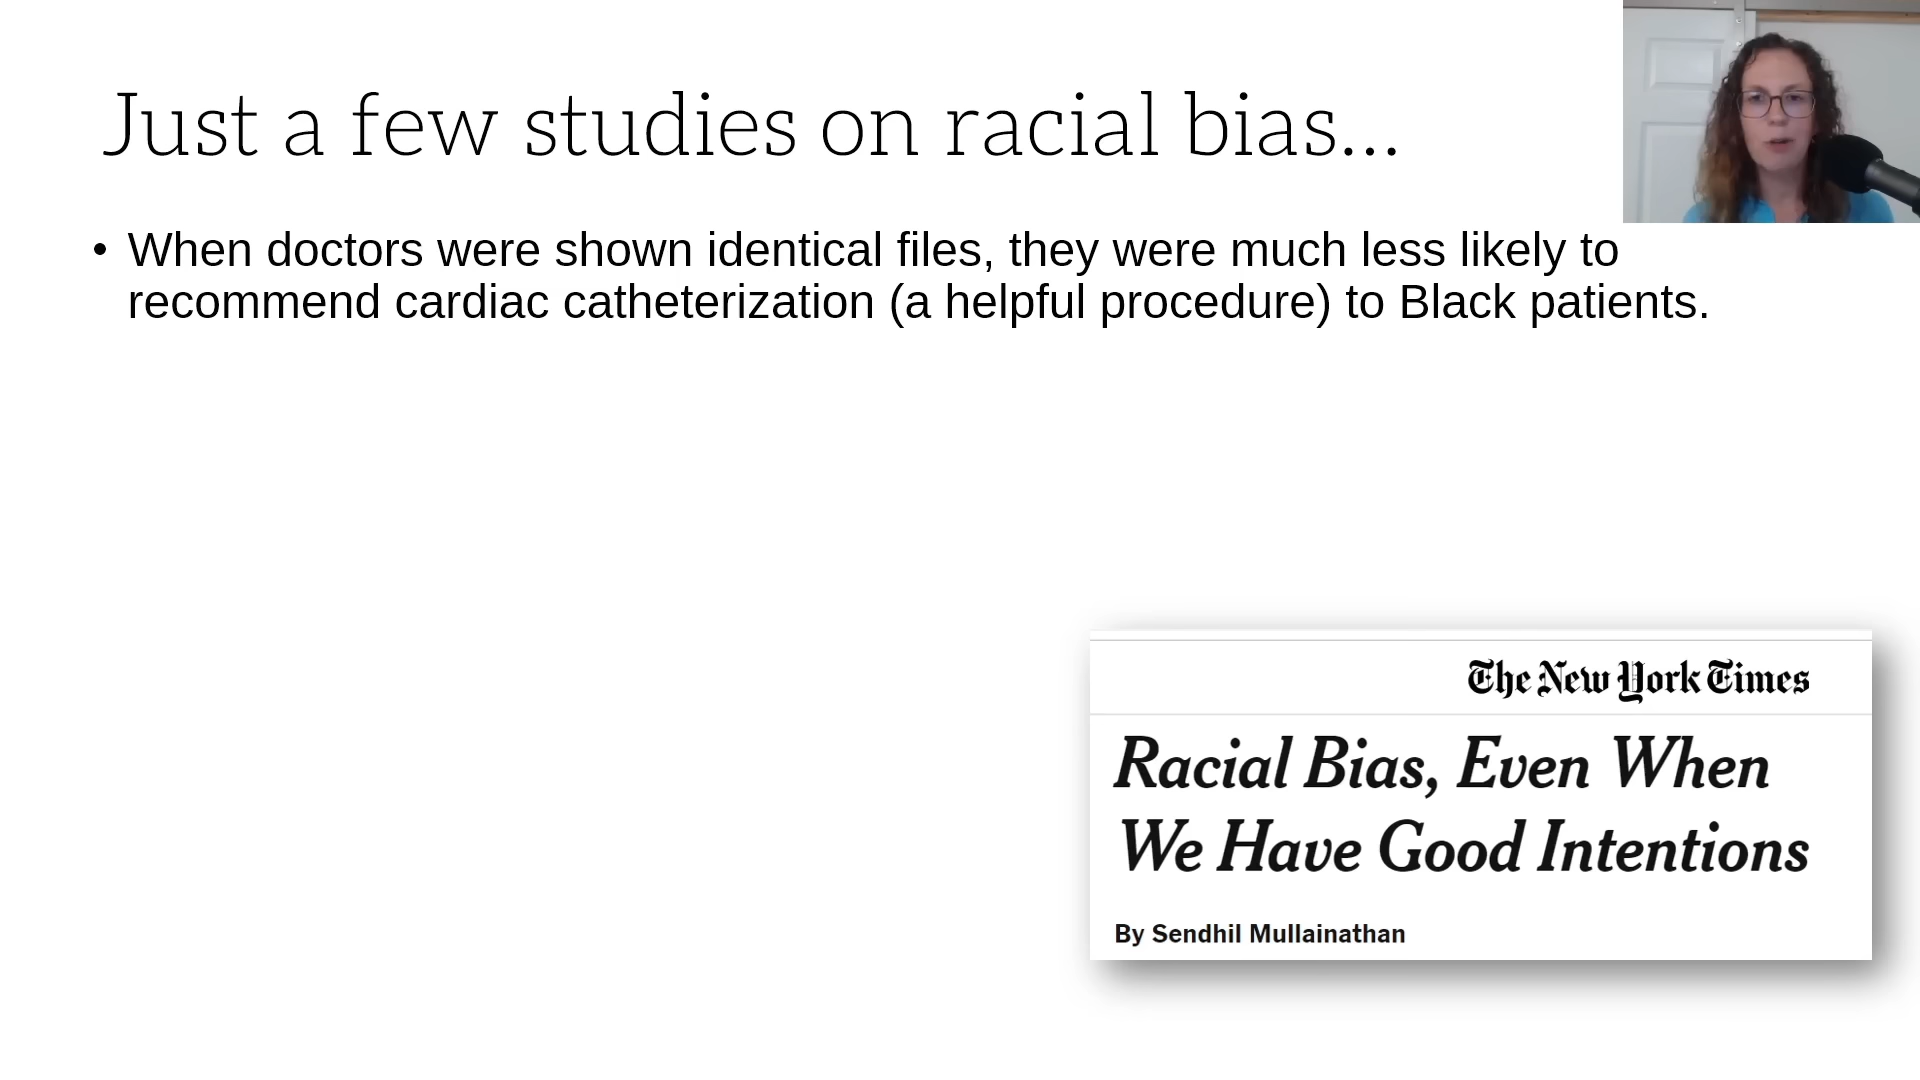 Just a few studies on racial bias...
• When doctors were shown identical files, they were much less likely to
recommend cardiac catheterization (a helpful procedure) to Black patients.
The New York Times
Racial Bias, Even When
We Have Good Intentions
By Sendhil Mullainathan